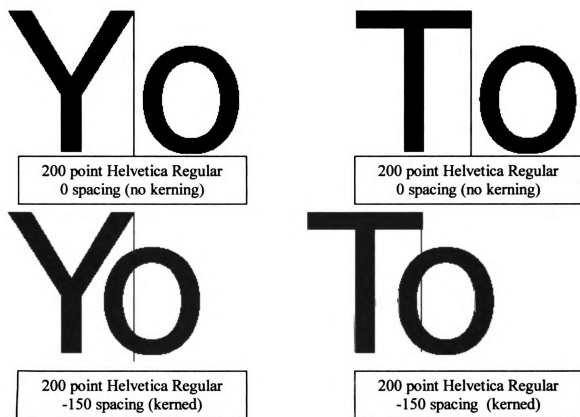 Yo
To
200 point Helvetica Regular
0 spacing (no kerning)
200 point Helvetica Regular
0 spacing (no kerning)
Yo
To
200 point Helvetica Regular
-150 spacing (kerned)
200 point Helvetica Regular
-150 spacing (kerned)